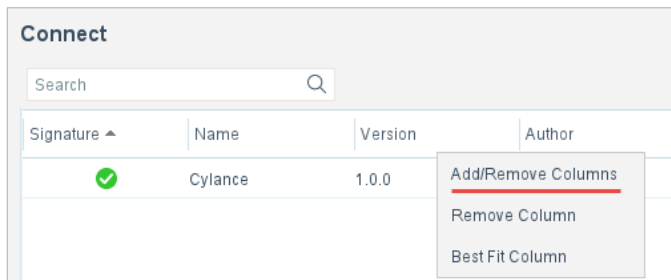 Connect
Search
Signature Name Version Author
Cylance 1.0.0
Add/Remove Columns
Remove Column
Best Fit Column